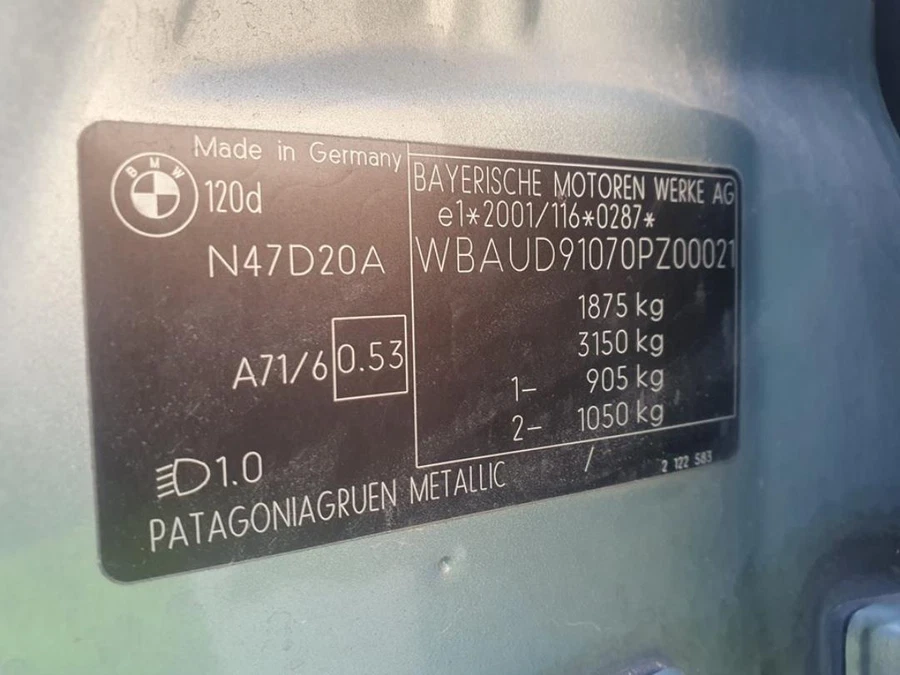 Made in Germany
BMW
120d
N47D20A
A71/6 0.53
1.0
PATAGONIAGRUEN METALLIC /
BAYERISCHE MOTOREN WERKE AG
e1*2001/116*0287*
WBAUD91070PZ00021
1875 kg
3150 kg
1- 905 kg
2- 1050 kg
2 122 583